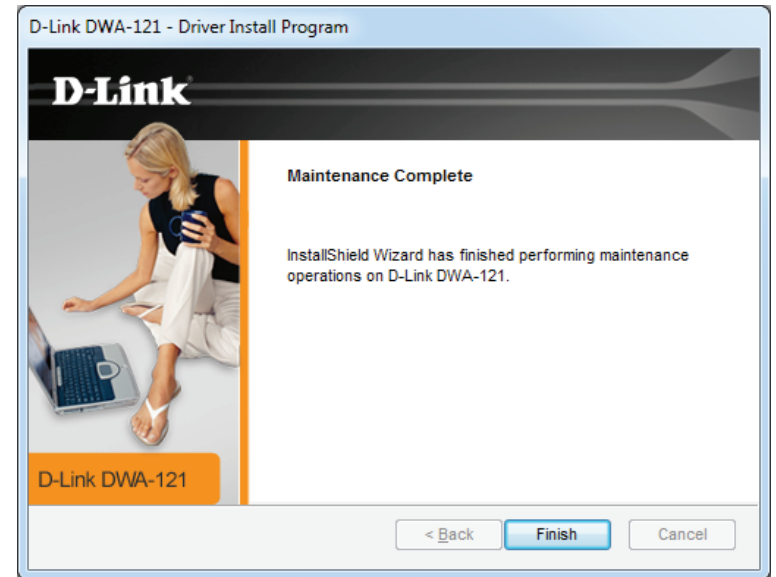 D-Link DWA-121 - Driver Install Program
D-Link
Maintenance Complete
InstallShield Wizard has finished performing maintenance
operations on D-Link DWA-121.
D-Link DWA-121
< Back
Finish
Cancel